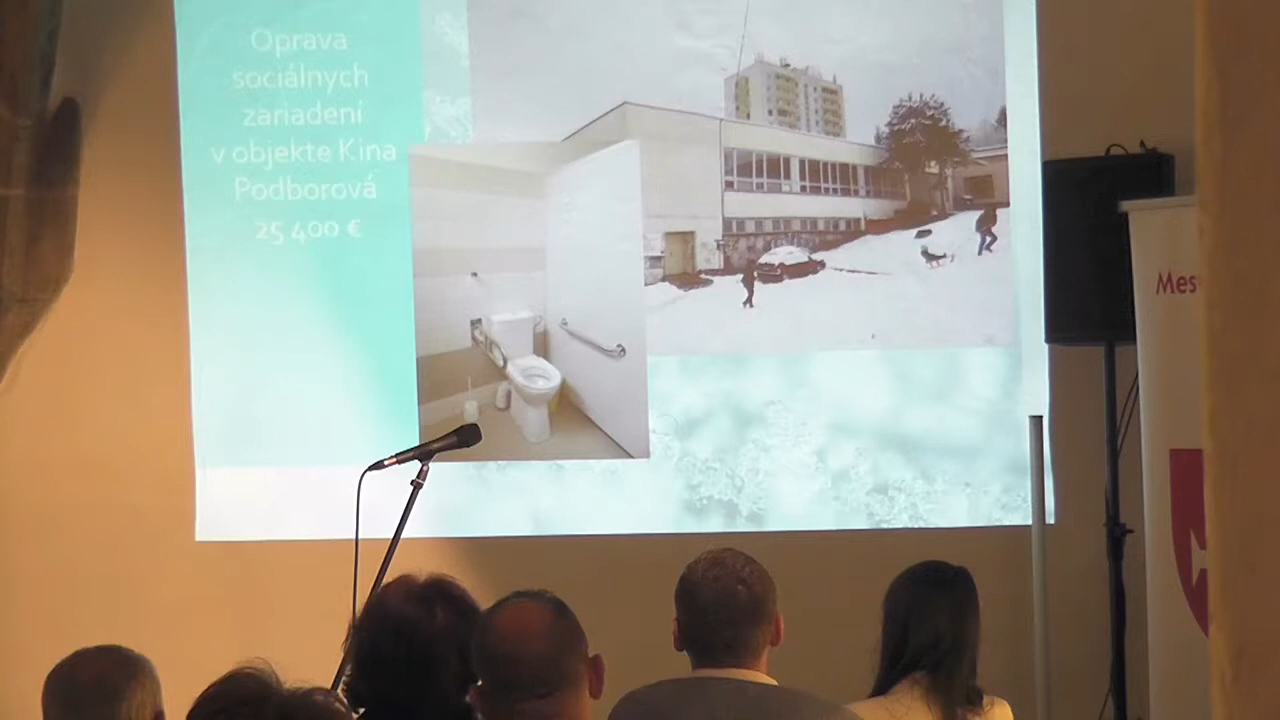 Oprava
sociálnych
zariadení
v objekte Kina
Podborová
25 400 €
Mes